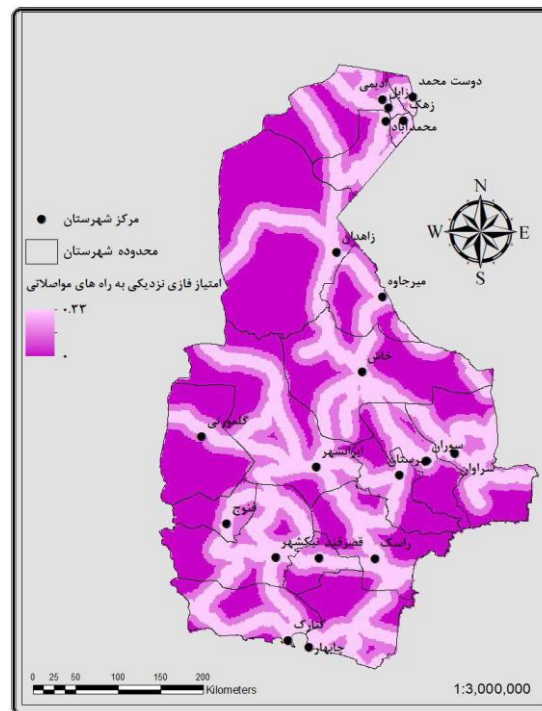 دوست محمد
ادیمی
زابل
زهک
محمدآباد
N
W
E
S
مرکز شهرستان
محدوده شهرستان
امتیاز فازی نزدیکی به راه های مواصلاتی
۰.۳۳
۰
زاهدان
میرجاوه
خاش
گلمورتی
ایرانشهر
سوران
سراوان
فنوج
قصرقند
نیکشهر
راسک
کنارک
چابهار
0 25 50 100 150 200
Kilometers
1:3,000,000